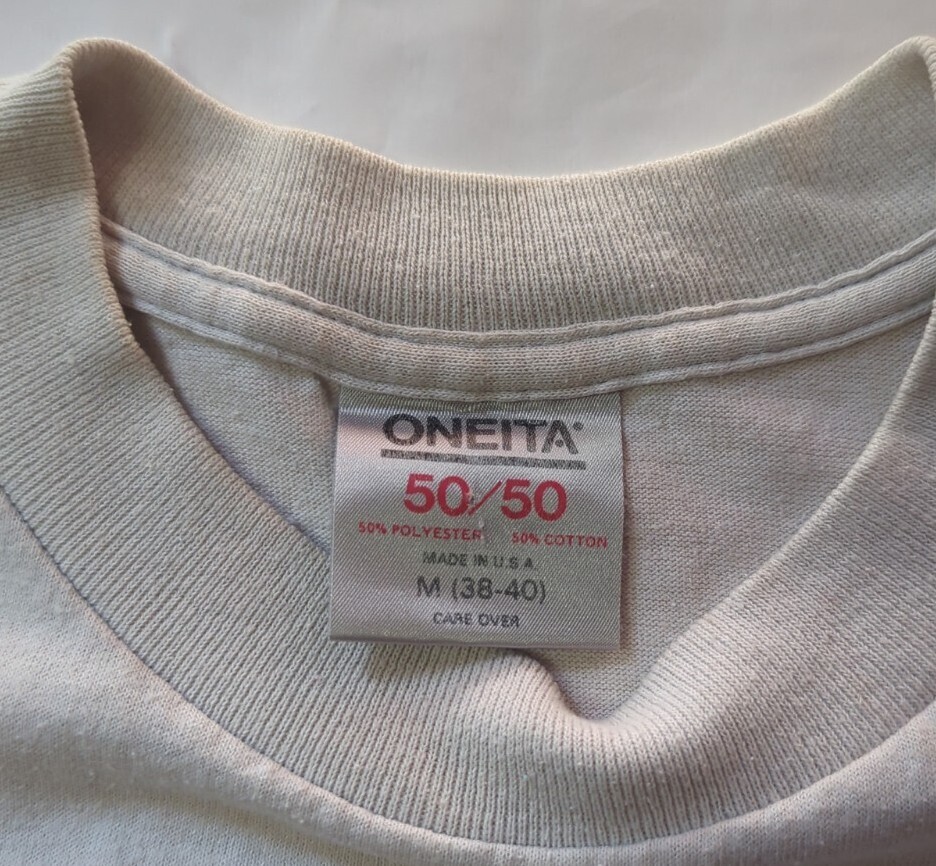 ONEITA®
50/50
50% POLYESTER 50% COTTON
MADE IN U.S.A.
M (38-40)
CARE OVER